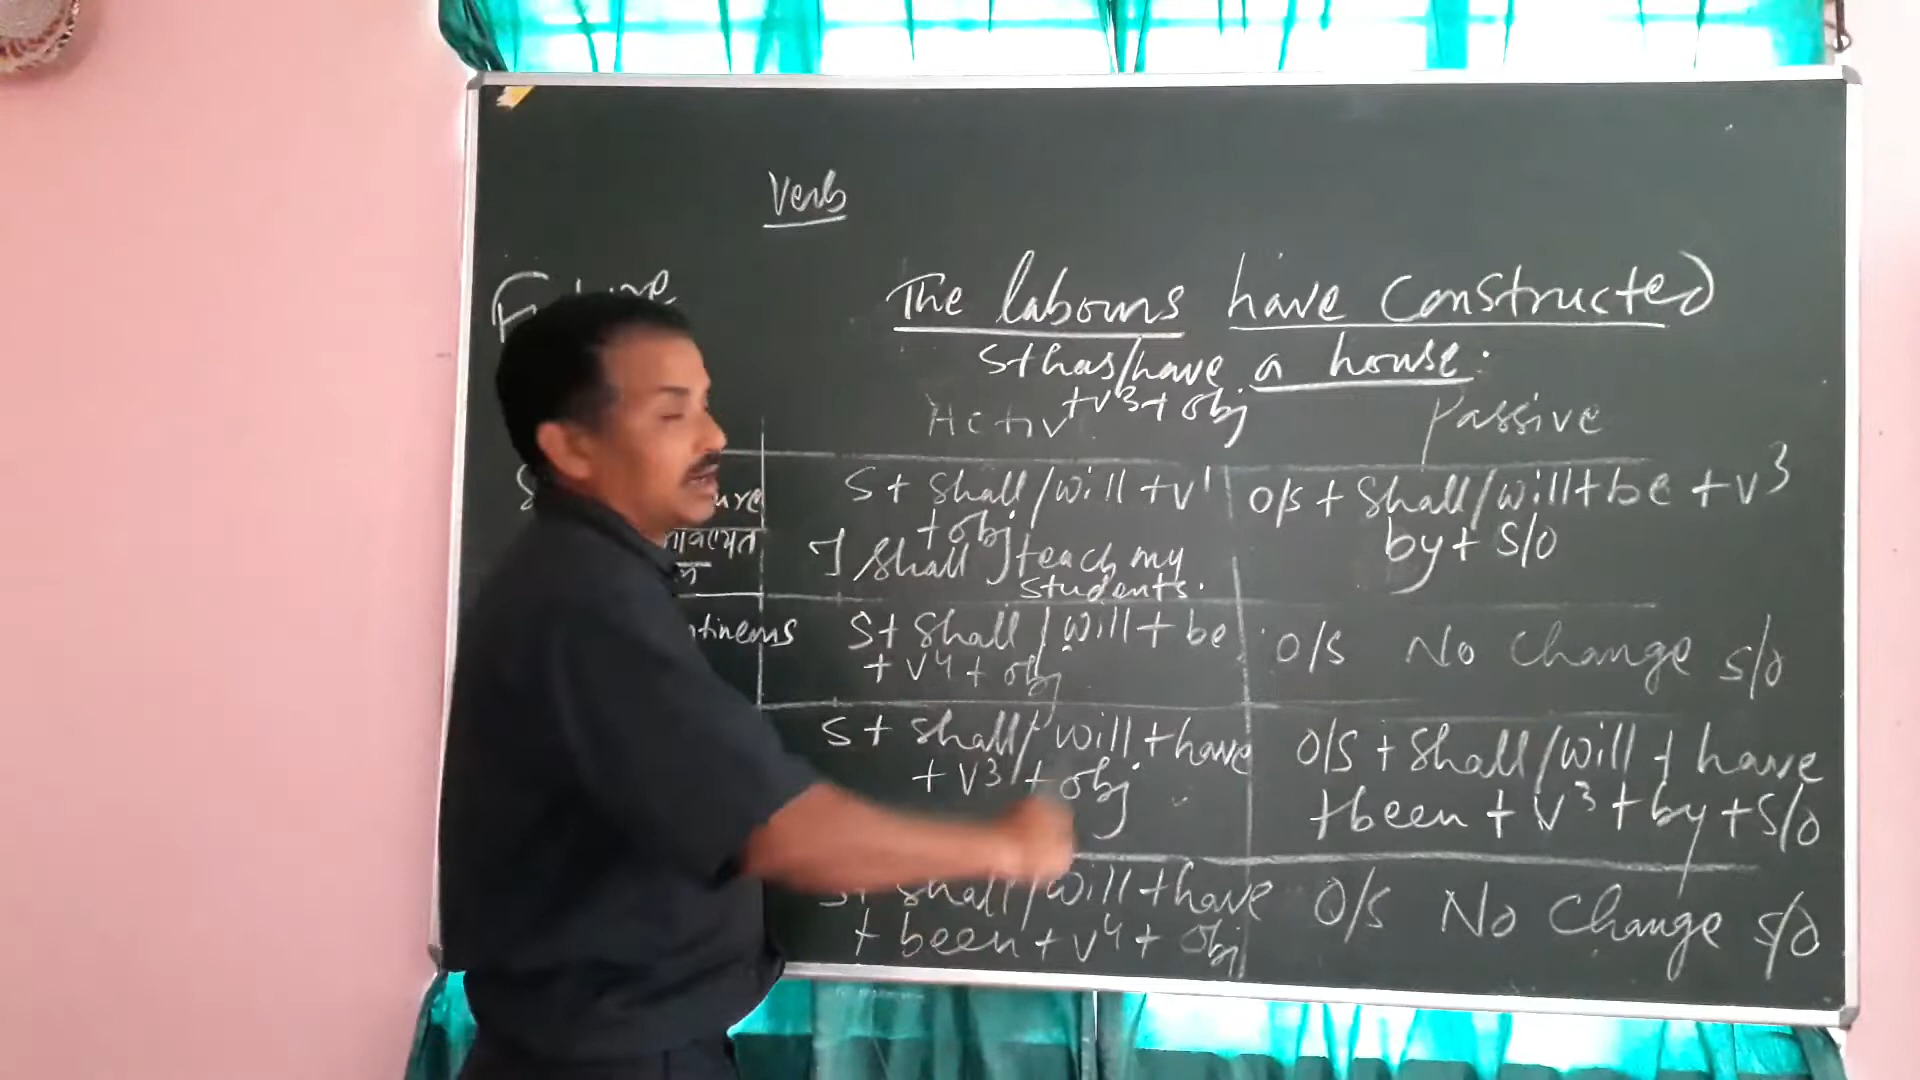 Verb
Future
The labours have constructed
S+has/have a house.
+v3+obj
Activ Passive
S+ Shall/will+v1 O/S + Shall/will+be +v3
+obj by+ S/O
I Shall teach my
students.
S+ Shall/will+be O/S No Change S/O
+v4+obj
S+ Shall/will+have O/S+Shall/will+have
+v3+obj +been+v3+by+S/O
S+ Shall/will+have O/S No Change S/O
+been+v4+Obj